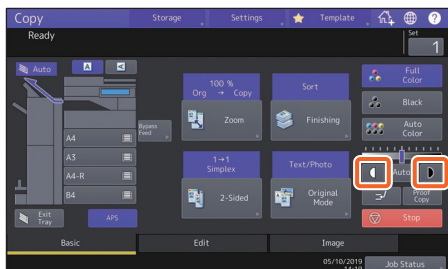 Copy
Storage
Settings
Template
?
Ready
Set
1
Auto
A
A
A4
A3
A4-R
B4
Bypass
Feed
Exit
Tray
APS
100 %
Org → Copy
Zoom
Sort
Finishing
1→1
Simplex
2-Sided
Text/Photo
Original
Mode
Full
Color
Black
Auto
Color
Auto
Proof
Copy
Stop
Basic
Edit
Image
05/10/2019
14:19
Job Status